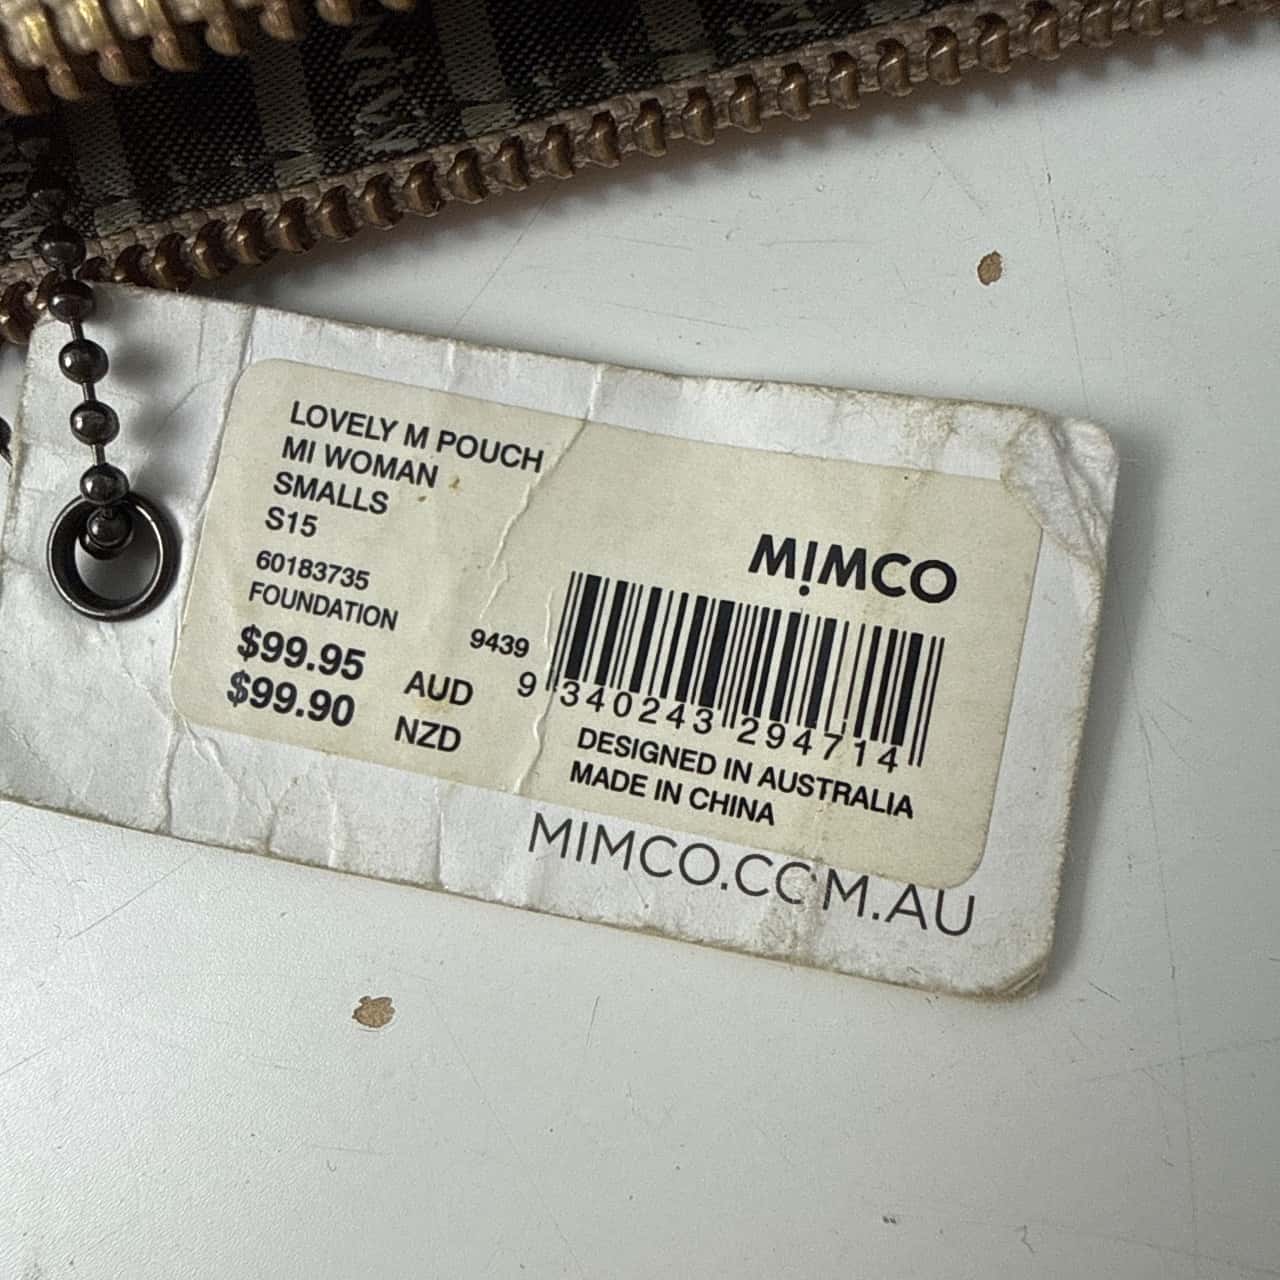 LOVELY M POUCH
MI WOMAN
SMALLS
S15
60183735
FOUNDATION
$99.95 AUD
$99.90 NZD
MIMCO
9439
9 340243 294714
DESIGNED IN AUSTRALIA
MADE IN CHINA
MIMCO.COM.AU